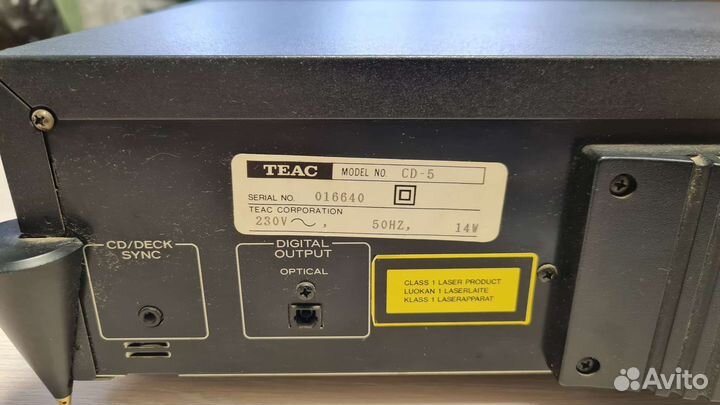 TEAC MODEL NO. CD-5
SERIAL NO. 016640
TEAC CORPORATION
230V ~, 50HZ, 14W
CD/DECK
SYNC
DIGITAL
OUTPUT
OPTICAL
CLASS 1 LASER PRODUCT
LUOKAN 1 LASERLAITE
KLASS 1 LASERAPPARAT
Avito